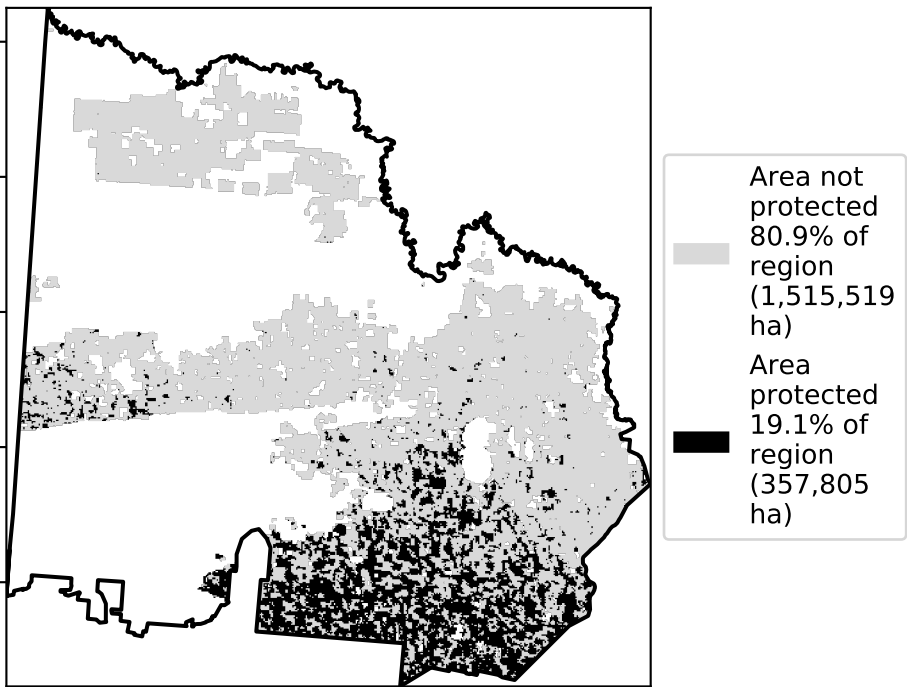 Area not
protected
80.9% of
region
(1,515,519
ha)
Area
protected
19.1% of
region
(357,805
ha)